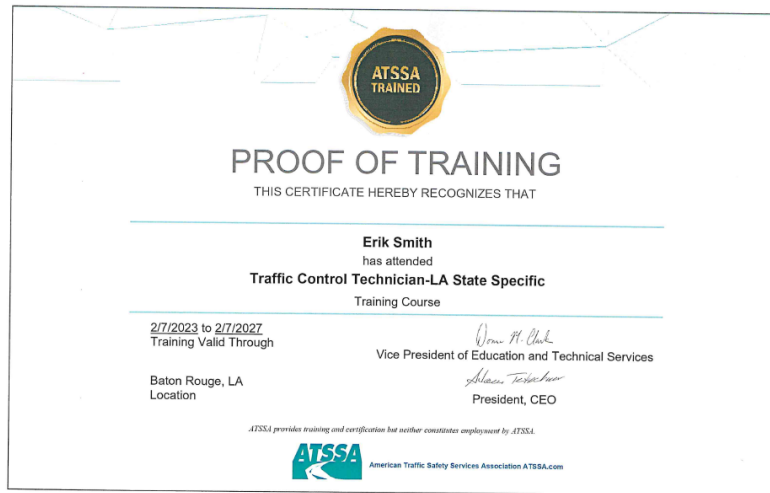 ATSSA
TRAINED
PROOF OF TRAINING
THIS CERTIFICATE HEREBY RECOGNIZES THAT
Erik Smith
has attended
Traffic Control Technician-LA State Specific
Training Course
2/7/2023 to 2/7/2027
Training Valid Through
Vice President of Education and Technical Services
Baton Rouge, LA
Location
President, CEO
ATSSA provides training and certification but neither constitutes employment by ATSSA.
ATSSA
American Traffic Safety Services Association ATSSA.com